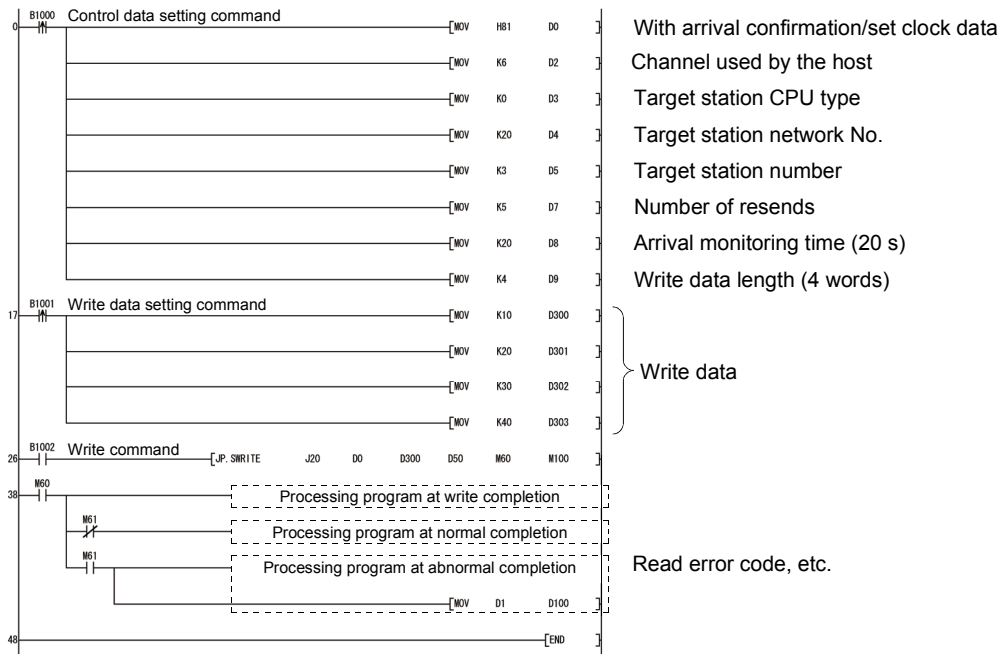 B1000 Control data setting command
0 [MOV H81 D0 ] With arrival confirmation/set clock data
[MOV K6 D2 ] Channel used by the host
[MOV K0 D3 ] Target station CPU type
[MOV K20 D4 ] Target station network No.
[MOV K3 D5 ] Target station number
[MOV K5 D7 ] Number of resends
[MOV K20 D8 ] Arrival monitoring time (20 s)
[MOV K4 D9 ] Write data length (4 words)
B1001 Write data setting command
17 [MOV K10 D300 ]
[MOV K20 D301 ]
Write data
[MOV K30 D302 ]
[MOV K40 D303 ]
B1002 Write command
26 [JP.SWRITE J20 D0 D300 D50 M60 M100 ]
M60
38 Processing program at write completion
M61
Processing program at normal completion
M61
Processing program at abnormal completion Read error code, etc.
[MOV D1 D100 ]
48 [END ]